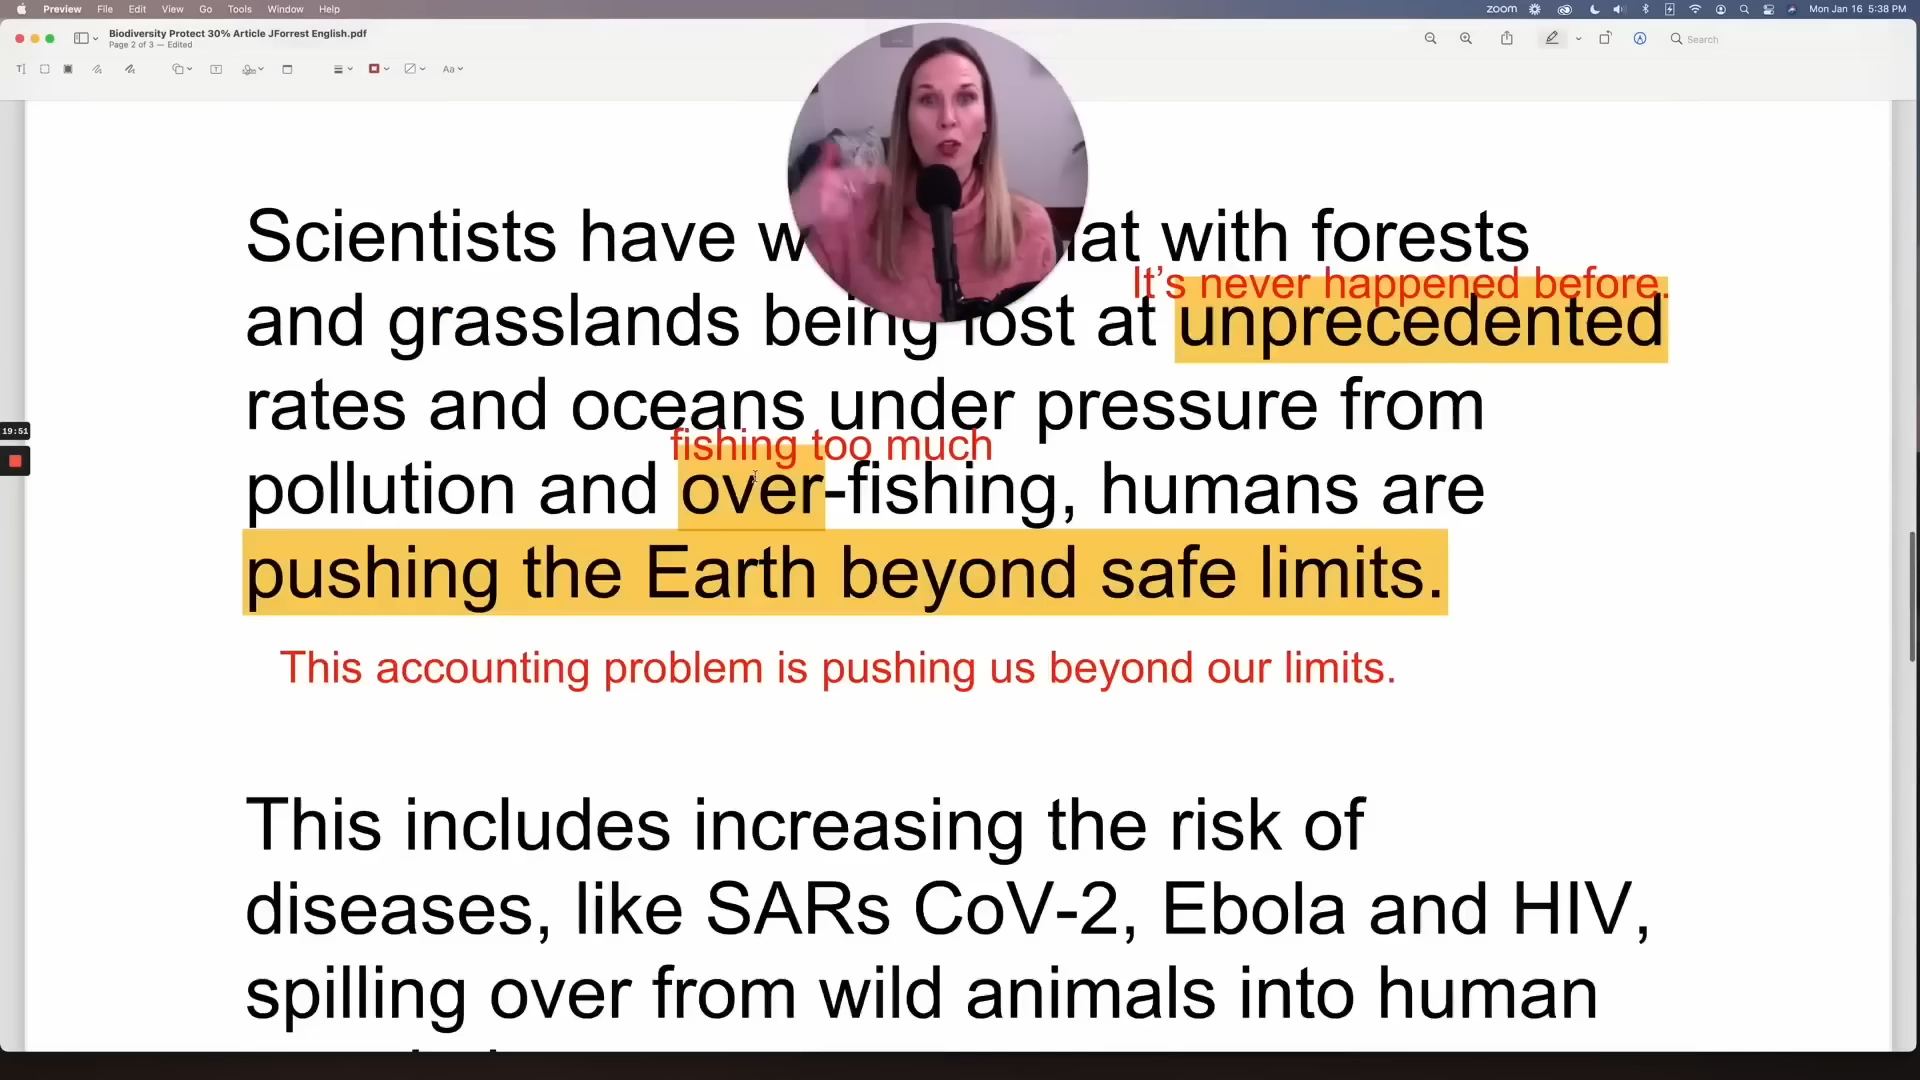 Preview File Edit View Go Tools Window Help
zoom Mon Jan 16 5:38 PM
Biodiversity Protect 30% Article JForrest English.pdf
Page 2 of 3 — Edited
Search
Aa
Scientists have w at with forests
It's never happened before.
and grasslands being lost at unprecedented
rates and oceans under pressure from
fishing too much
19:51
pollution and over-fishing, humans are
pushing the Earth beyond safe limits.
This accounting problem is pushing us beyond our limits.
This includes increasing the risk of
diseases, like SARs CoV-2, Ebola and HIV,
spilling over from wild animals into human